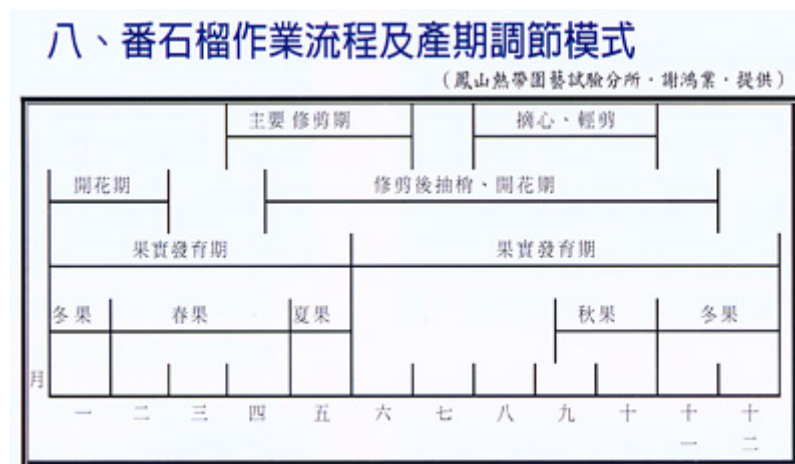 八、番石榴作業流程及產期調節模式
(鳳山熱帶園藝試驗分所·謝鴻業·提供)
主要修剪期 摘心、輕剪
開花期 修剪後抽梢、開花期
果實發育期 果實發育期
冬果 春果 夏果 秋果 冬果
月
一 二 三 四 五 六 七 八 九 十 十一 十二